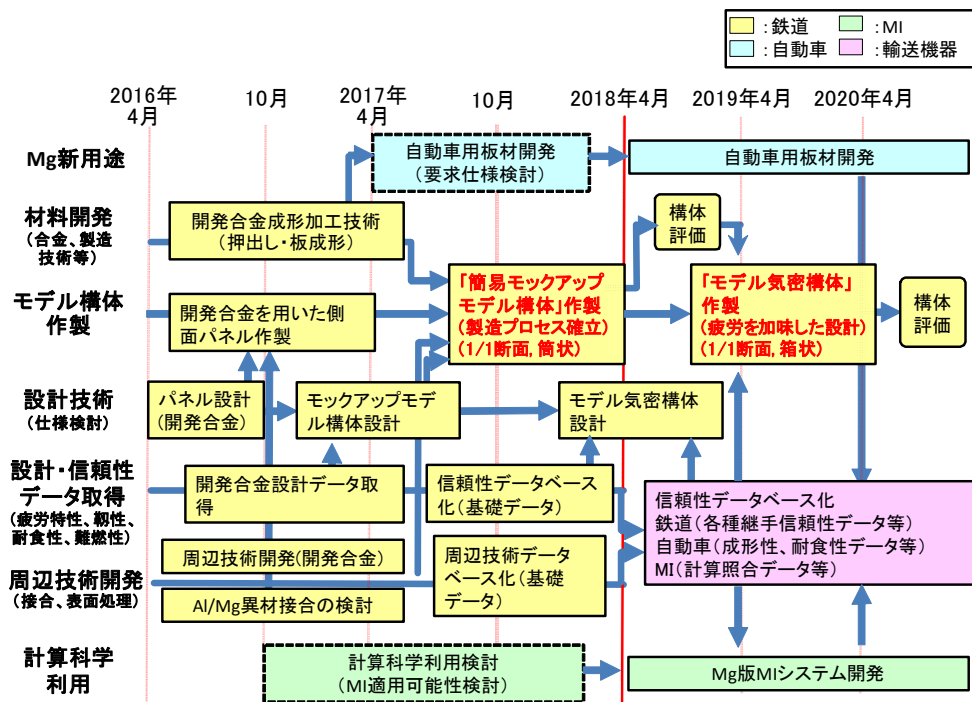 ：鉄道
：MI
：自動車
：輸送機器
2016年
4月
10月
2017年
4月
10月
2018年4月
2019年4月
2020年4月
Mg新用途
自動車用板材開発
（要求仕様検討）
自動車用板材開発
材料開発
（合金、製造
技術等）
開発合金成形加工技術
（押出し・板成形）
構体
評価
モデル構体
作製
開発合金を用いた側
面パネル作製
「簡易モックアップ
モデル構体」作製
（製造プロセス確立）
（1/1断面，筒状）
「モデル気密構体」
作製
（疲労を加味した設計）
（1/1断面，箱状）
構体
評価
設計技術
（仕様検討）
パネル設計
（開発合金）
モックアップモデ
ル構体設計
モデル気密構体
設計
設計・信頼性
データ取得
（疲労特性、靭性、
耐食性、難燃性）
開発合金設計データ取
得
信頼性データベース
化（基礎データ）
信頼性データベース化
鉄道（各種継手信頼性データ等）
自動車（成形性、耐食性データ等）
MI（計算照合データ等）
周辺技術開発
（接合、表面処理）
周辺技術開発（開発合金）
Al/Mg異材接合の検討
周辺技術データ
ベース化（基礎
データ）
計算科学
利用
計算科学利用検討
（MI適用可能性検討）
Mg版MIシステム開発